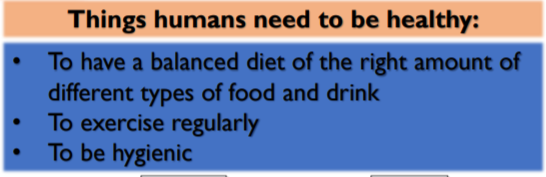 Things humans need to be healthy:
• To have a balanced diet of the right amount of
different types of food and drink
• To exercise regularly
• To be hygienic